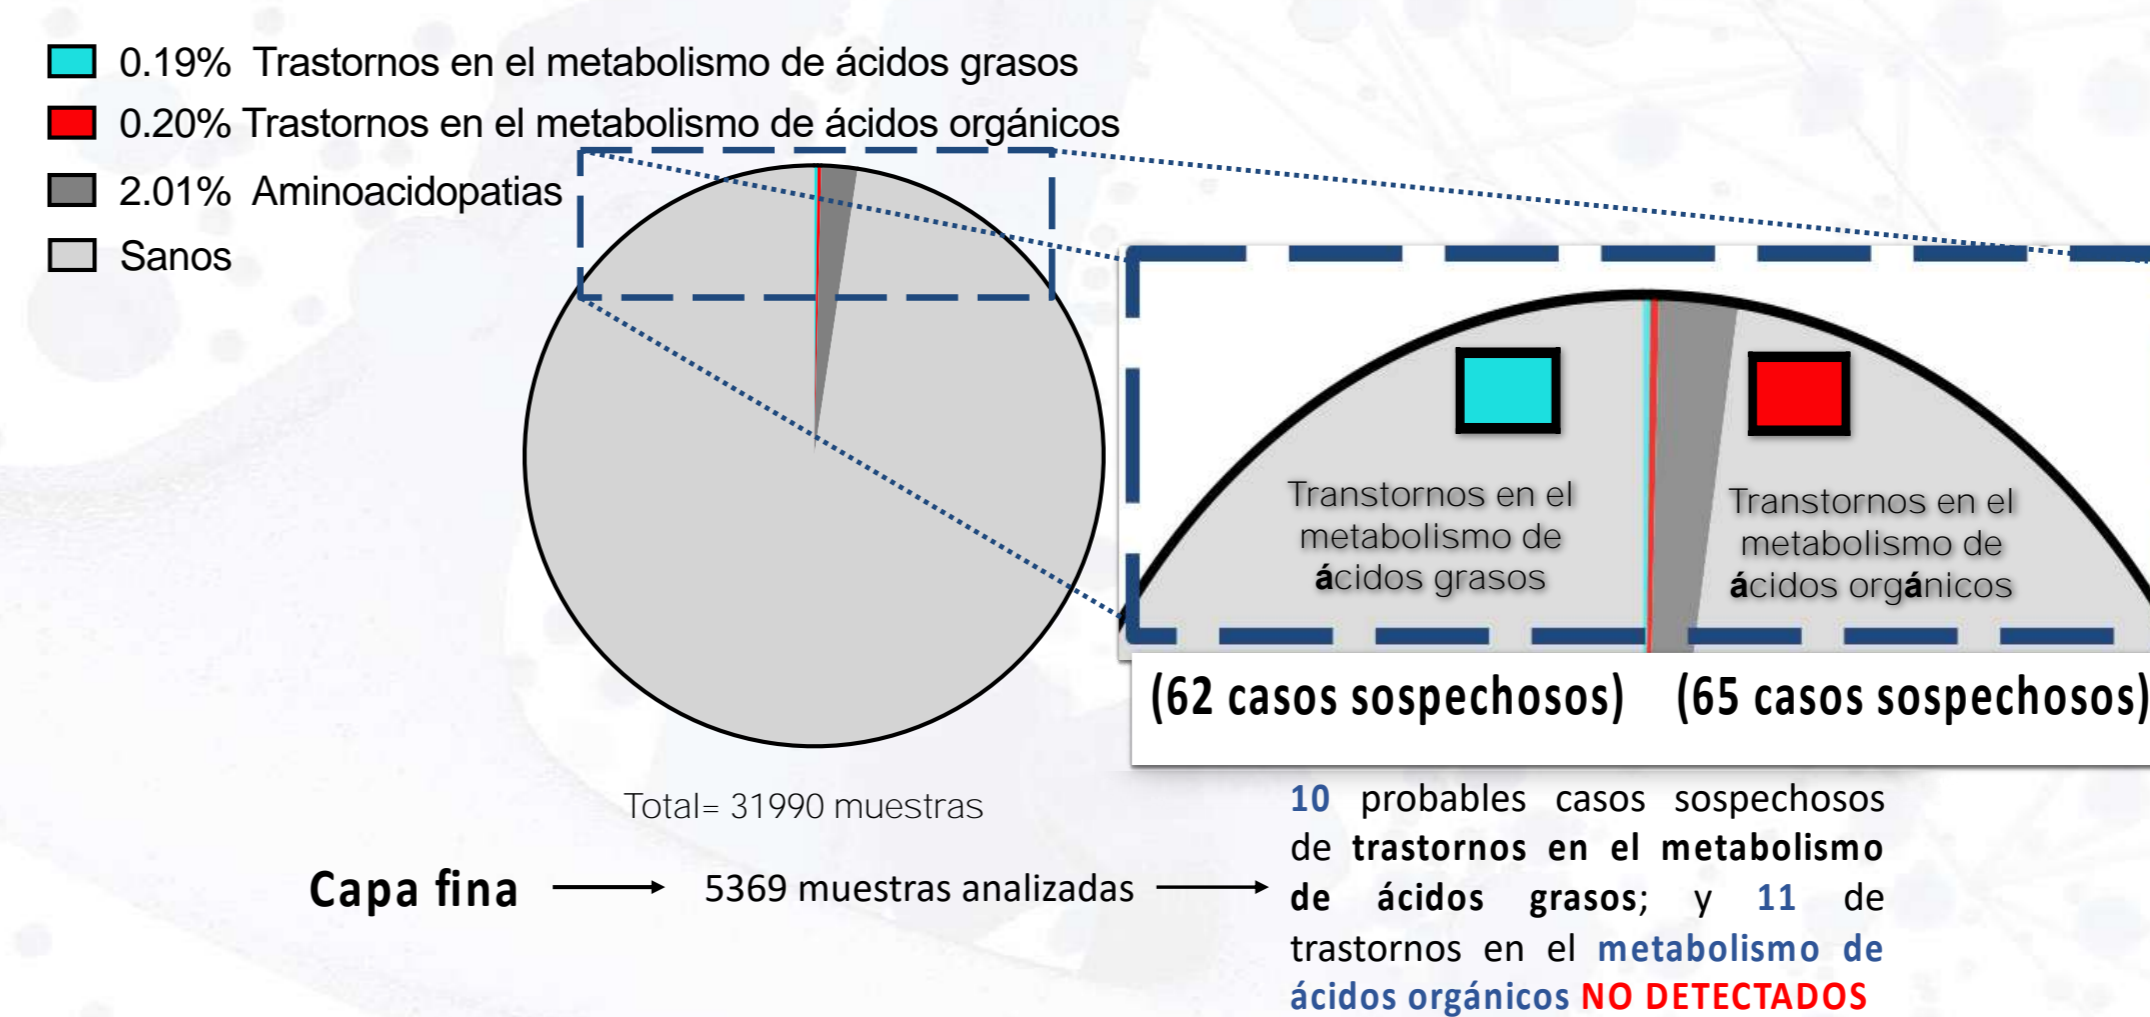 0.19% Trastornos en el metabolismo de ácidos grasos
0.20% Trastornos en el metabolismo de ácidos orgánicos
2.01% Aminoacidopatias
Sanos
Transtornos en el
metabolismo de
ácidos grasos
Transtornos en el
metabolismo de
ácidos orgánicos
(62 casos sospechosos)
(65 casos sospechosos)
Total= 31990 muestras
Capa fina
5369 muestras analizadas
10 probables casos sospechosos
de trastornos en el metabolismo
de ácidos grasos; y 11 de
trastornos en el metabolismo de
ácidos orgánicos NO DETECTADOS